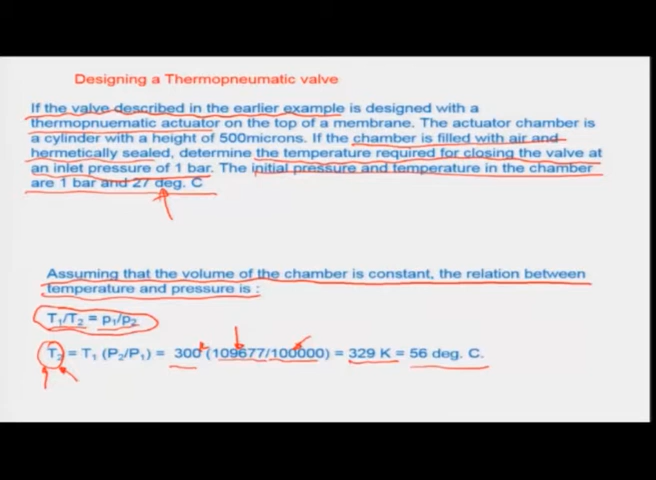 Designing a Thermopneumatic valve
If the valve described in the earlier example is designed with a
thermopnuematic actuator on the top of a membrane. The actuator chamber is
a cylinder with a height of 500microns. If the chamber is filled with air and
hermetically sealed, determine the temperature required for closing the valve at
an inlet pressure of 1 bar. The initial pressure and temperature in the chamber
are 1 bar and 27 deg. C
Assuming that the volume of the chamber is constant, the relation between
temperature and pressure is :
T₁/T₂ = p₁/p₂
T₂ = T₁ (P₂/P₁) = 300 (109677/100000) = 329 K = 56 deg. C.